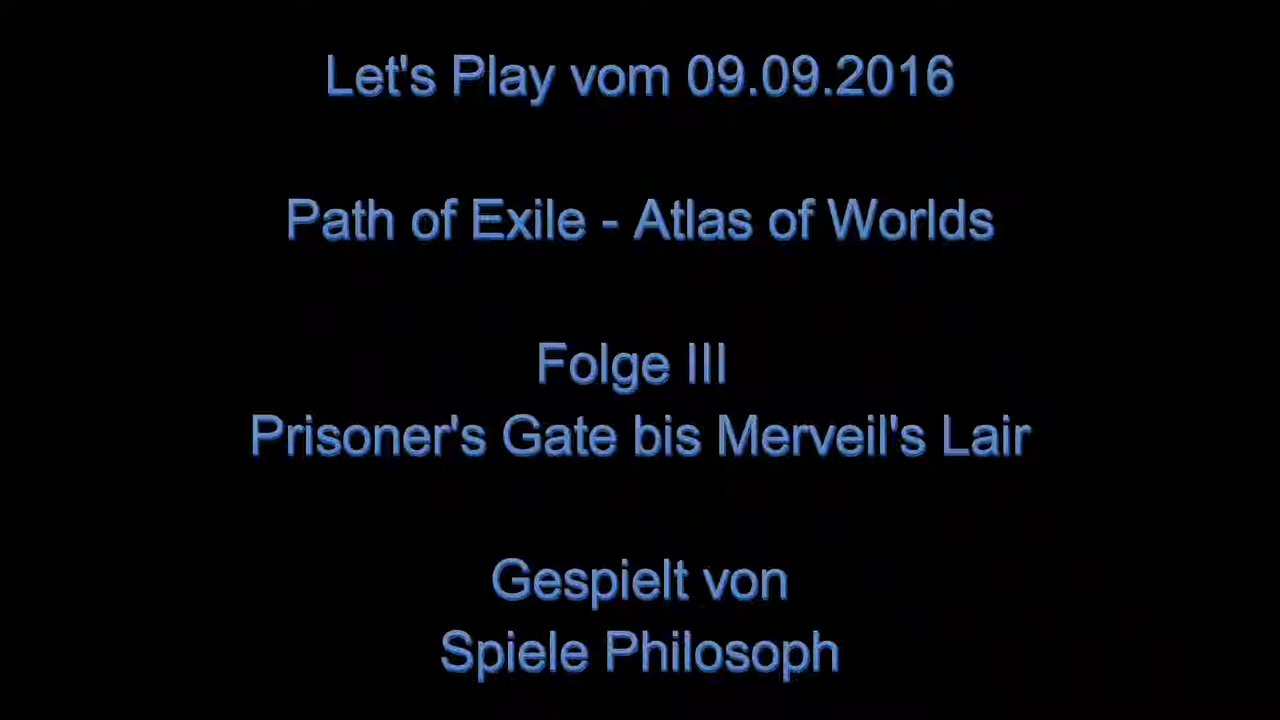 Let's Play vom 09.09.2016
Path of Exile - Atlas of Worlds
Folge III
Prisoner's Gate bis Merveil's Lair
Gespielt von
Spiele Philosoph